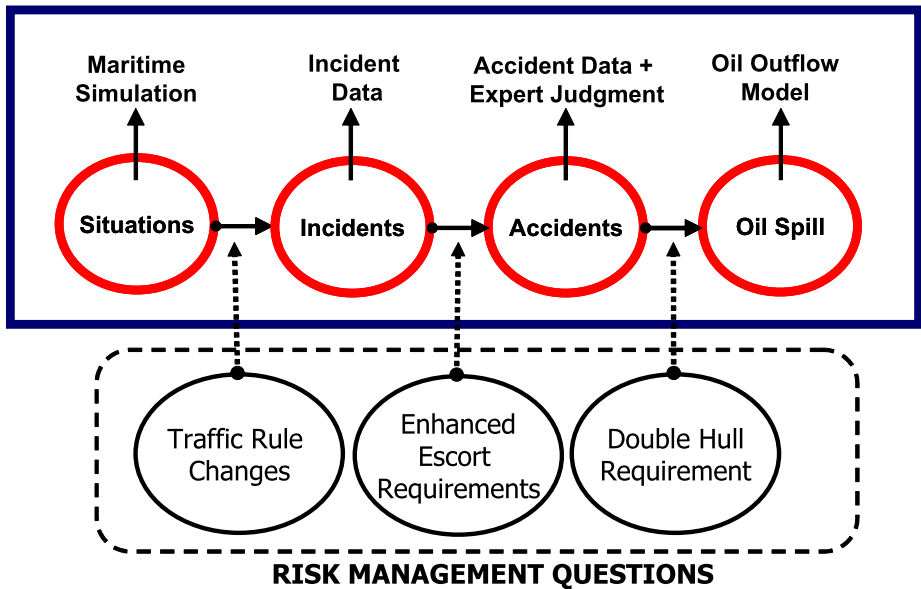 Maritime
Simulation
Incident
Data
Accident Data +
Expert Judgment
Oil Outflow
Model
Situations
Incidents
Accidents
Oil Spill
Traffic Rule
Changes
Enhanced
Escort
Requirements
Double Hull
Requirement
RISK MANAGEMENT QUESTIONS